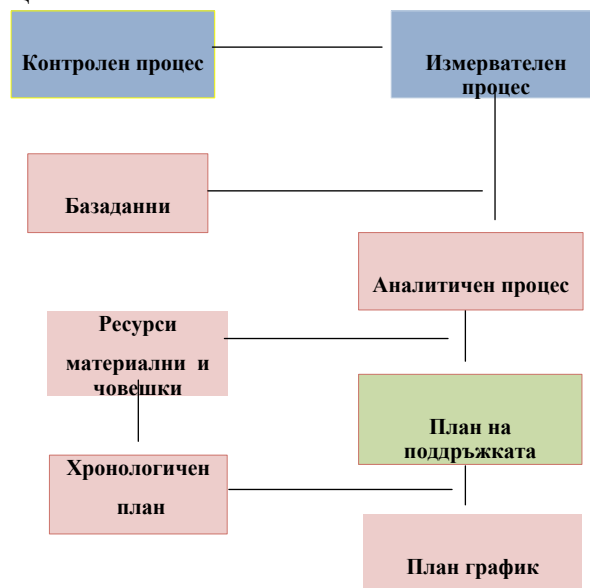 Контролен процес
Измервателен
процес
Базаданни
Аналитичен процес
Ресурси
материални и
човешки
План на
поддръжката
Хронологичен
план
План график